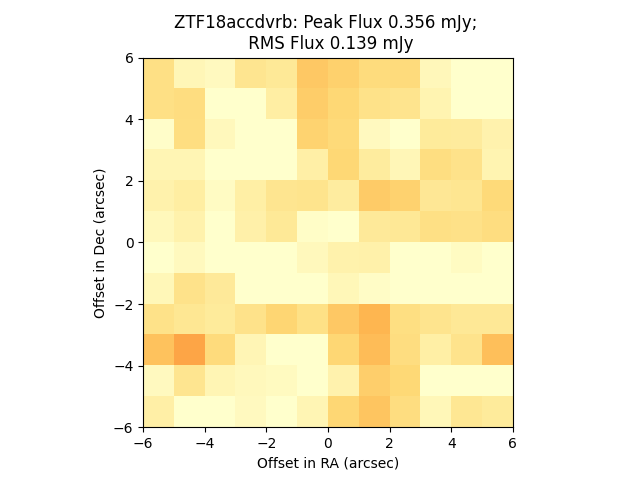 ZTF18accdvrb: Peak Flux 0.356 mJy;
RMS Flux 0.139 mJy
6
4
2
0
−2
−4
−6
Offset in Dec (arcsec)
−6 −4 −2 0 2 4 6
Offset in RA (arcsec)